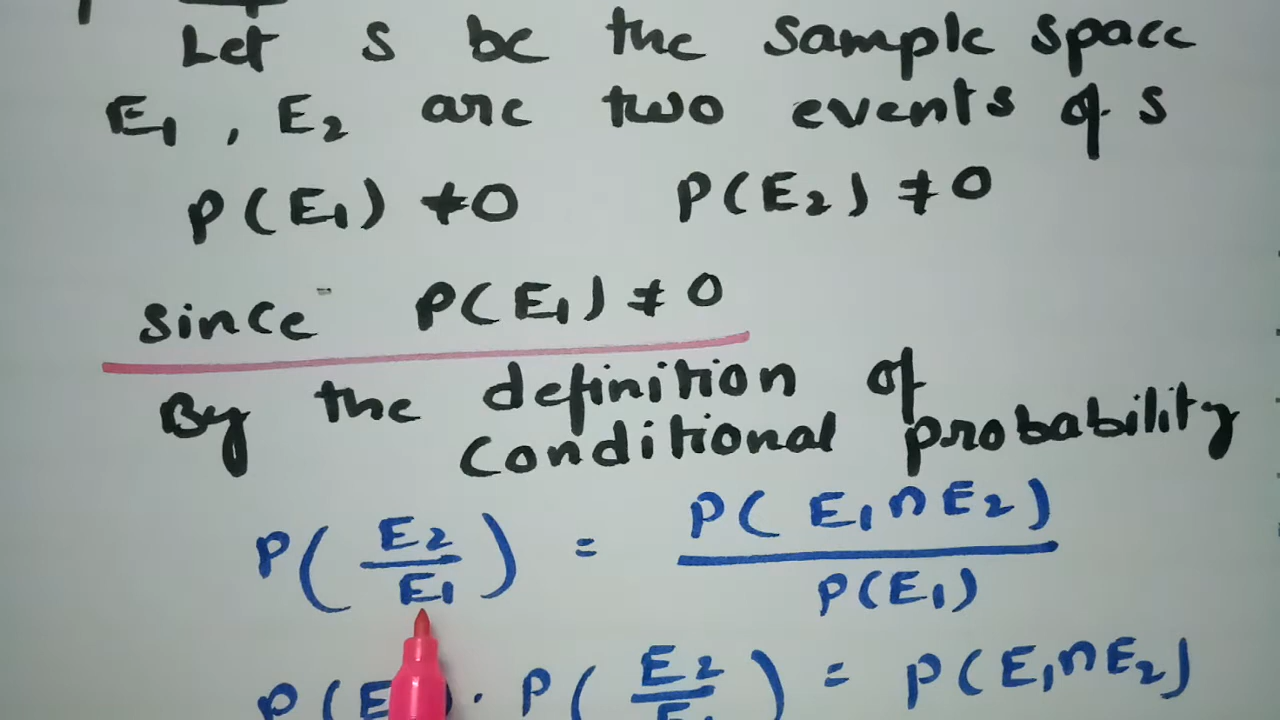 Let S be the sample space
E₁, E₂ are two events of S
P(E₁) ≠0 P(E₂) ≠0
since P(E₁) ≠ 0
By the definition of
conditional probability
P(E₂/E₁) = P(E₁∩E₂)/P(E₁)
P(E · P(E₂/E₁) = P(E₁∩E₂)